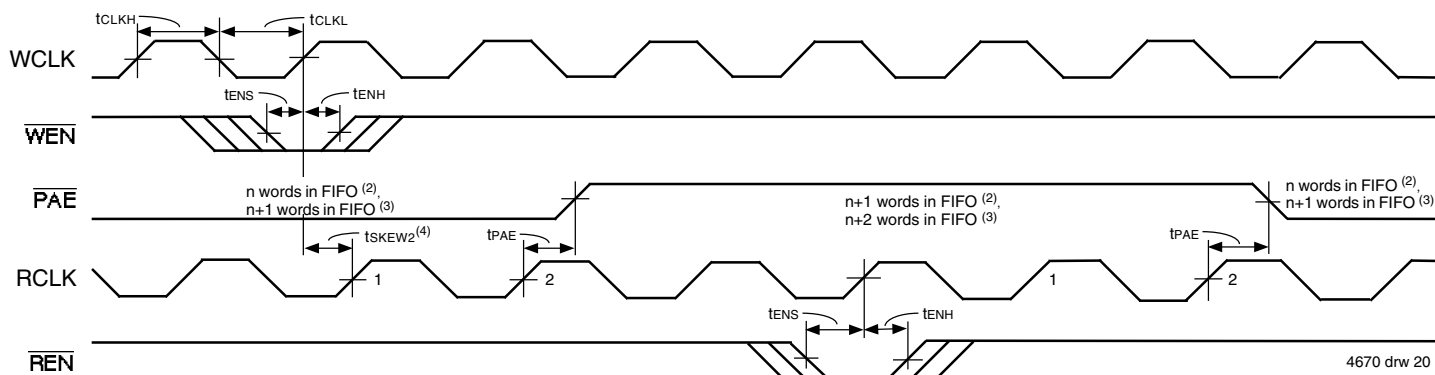 tCLKH
tCLKL
WCLK
tENS
tENH
WEN
n words in FIFO (2),
n+1 words in FIFO (3)
n+1 words in FIFO (2),
n+2 words in FIFO (3)
n words in FIFO (2),
n+1 words in FIFO (3)
PAE
tSKEW2(4)
tPAE
tPAE
RCLK
1
2
1
2
tENS
tENH
REN
4670 drw 20